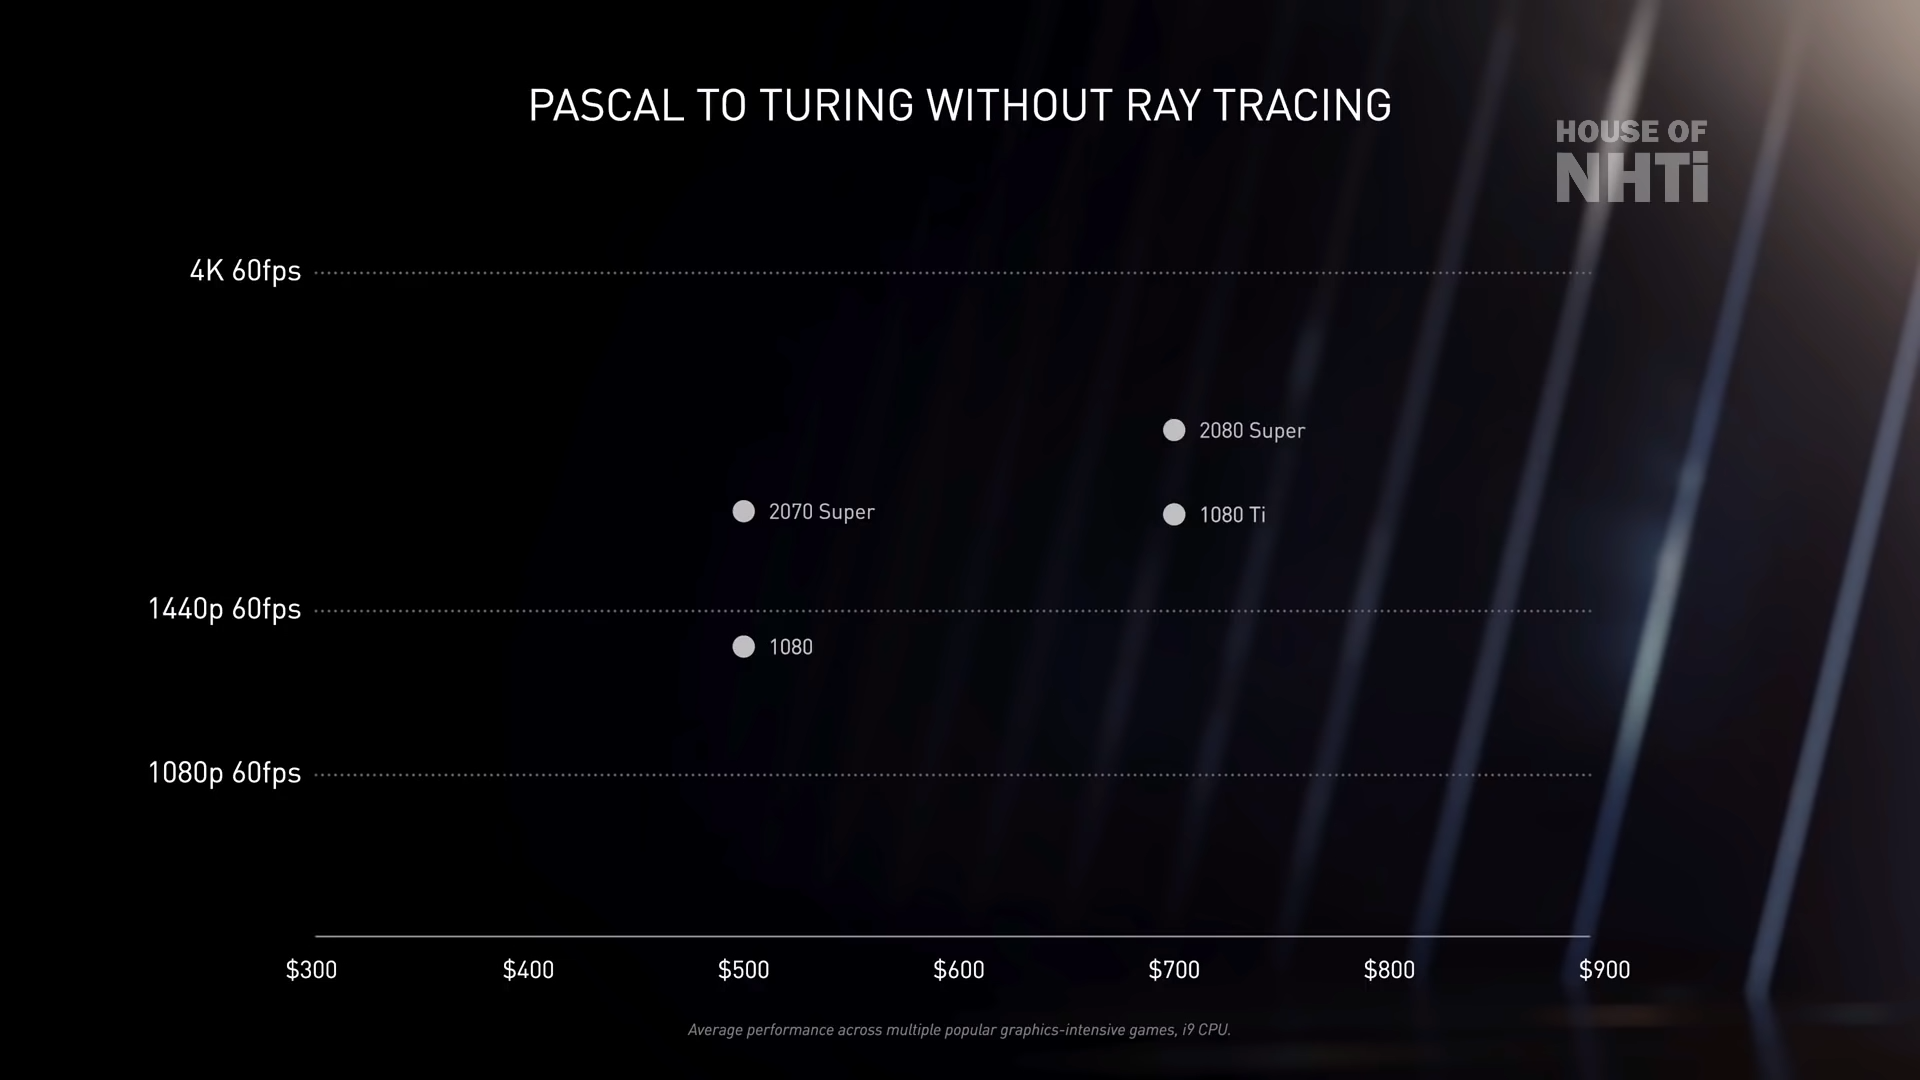 PASCAL TO TURING WITHOUT RAY TRACING
HOUSE OF
NHTi
4K 60fps
2080 Super
2070 Super
1080 Ti
1440p 60fps
1080
1080p 60fps
$300 $400 $500 $600 $700 $800 $900
Average performance across multiple popular graphics-intensive games, i9 CPU.